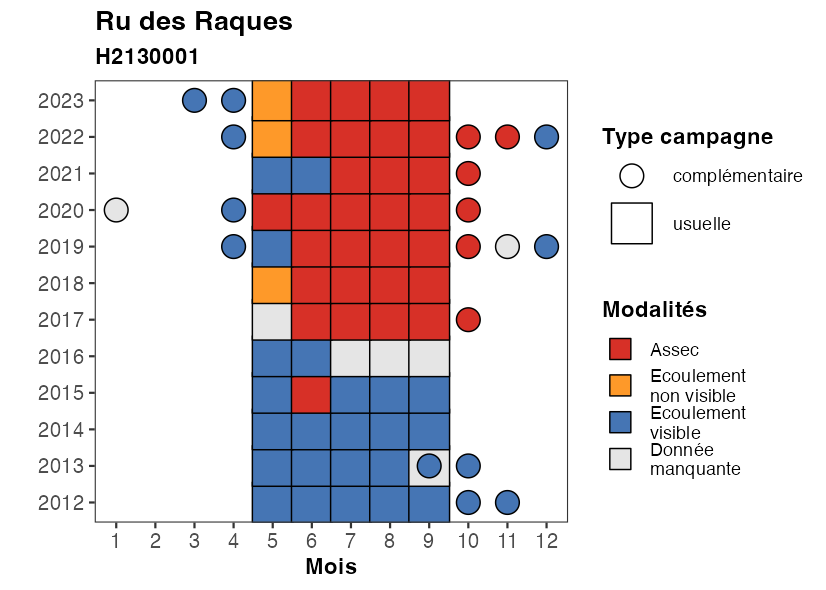 Ru des Raques
H2130001
2023
2022
2021
2020
2019
2018
2017
2016
2015
2014
2013
2012
1 2 3 4 5 6 7 8 9 10 11 12
Mois
Type campagne
complémentaire
usuelle
Modalités
Assec
Ecoulement
non visible
Ecoulement
visible
Donnée
manquante